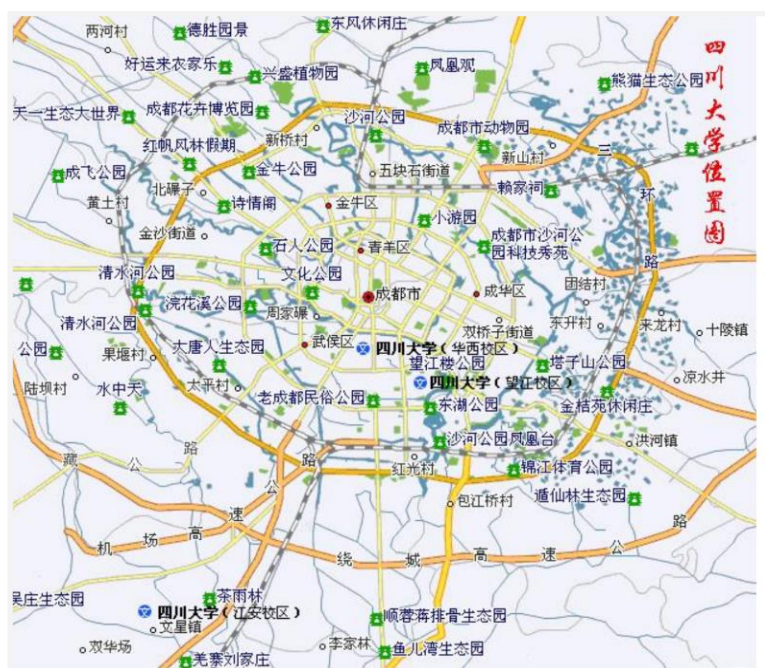 东风休闲庄
两河村
德胜园景
四川大学位置图
好运来农家乐
兴盛植物园
凤凰观
熊猫生态公园
天一生态大世界
成都花卉博览园
沙河公园
成都市动物园
新桥村
三
红帆风林假期
新山村
成飞公园
金牛公园
五块石街道
北碾子
赖家祠
环
黄土村
诗情阁
金牛区
小游园
金沙街道
石人公园
青羊区
成都市沙河公
园科技秀苑
路
清水河公园
文化公园
成都市
成华区
团结村
浣花溪公园
周家碾
清水河公园
双桥子街道
东升村
来龙村
十陵镇
武侯区
四川大学(华西校区)
公园
果堰村
大唐人生态园
望江楼公园
塔子山公园
陆坝村
水中天
太平村
四川大学(望江校区)
凉水井
老成都民俗公园
东湖公园
金桔苑休闲庄
沙河公园凤凰台
洪河镇
藏
公
路
路
红光村
锦江体育公园
公
包江桥村
遁仙林生态园
速
高
场
机
绕
城
高
速
公
路
吴庄生态园
茶雨林
四川大学(江安校区)
顺蓉蒋排骨生态园
文星镇
双华场
李家林
鱼儿湾生态园
羌寨刘家庄